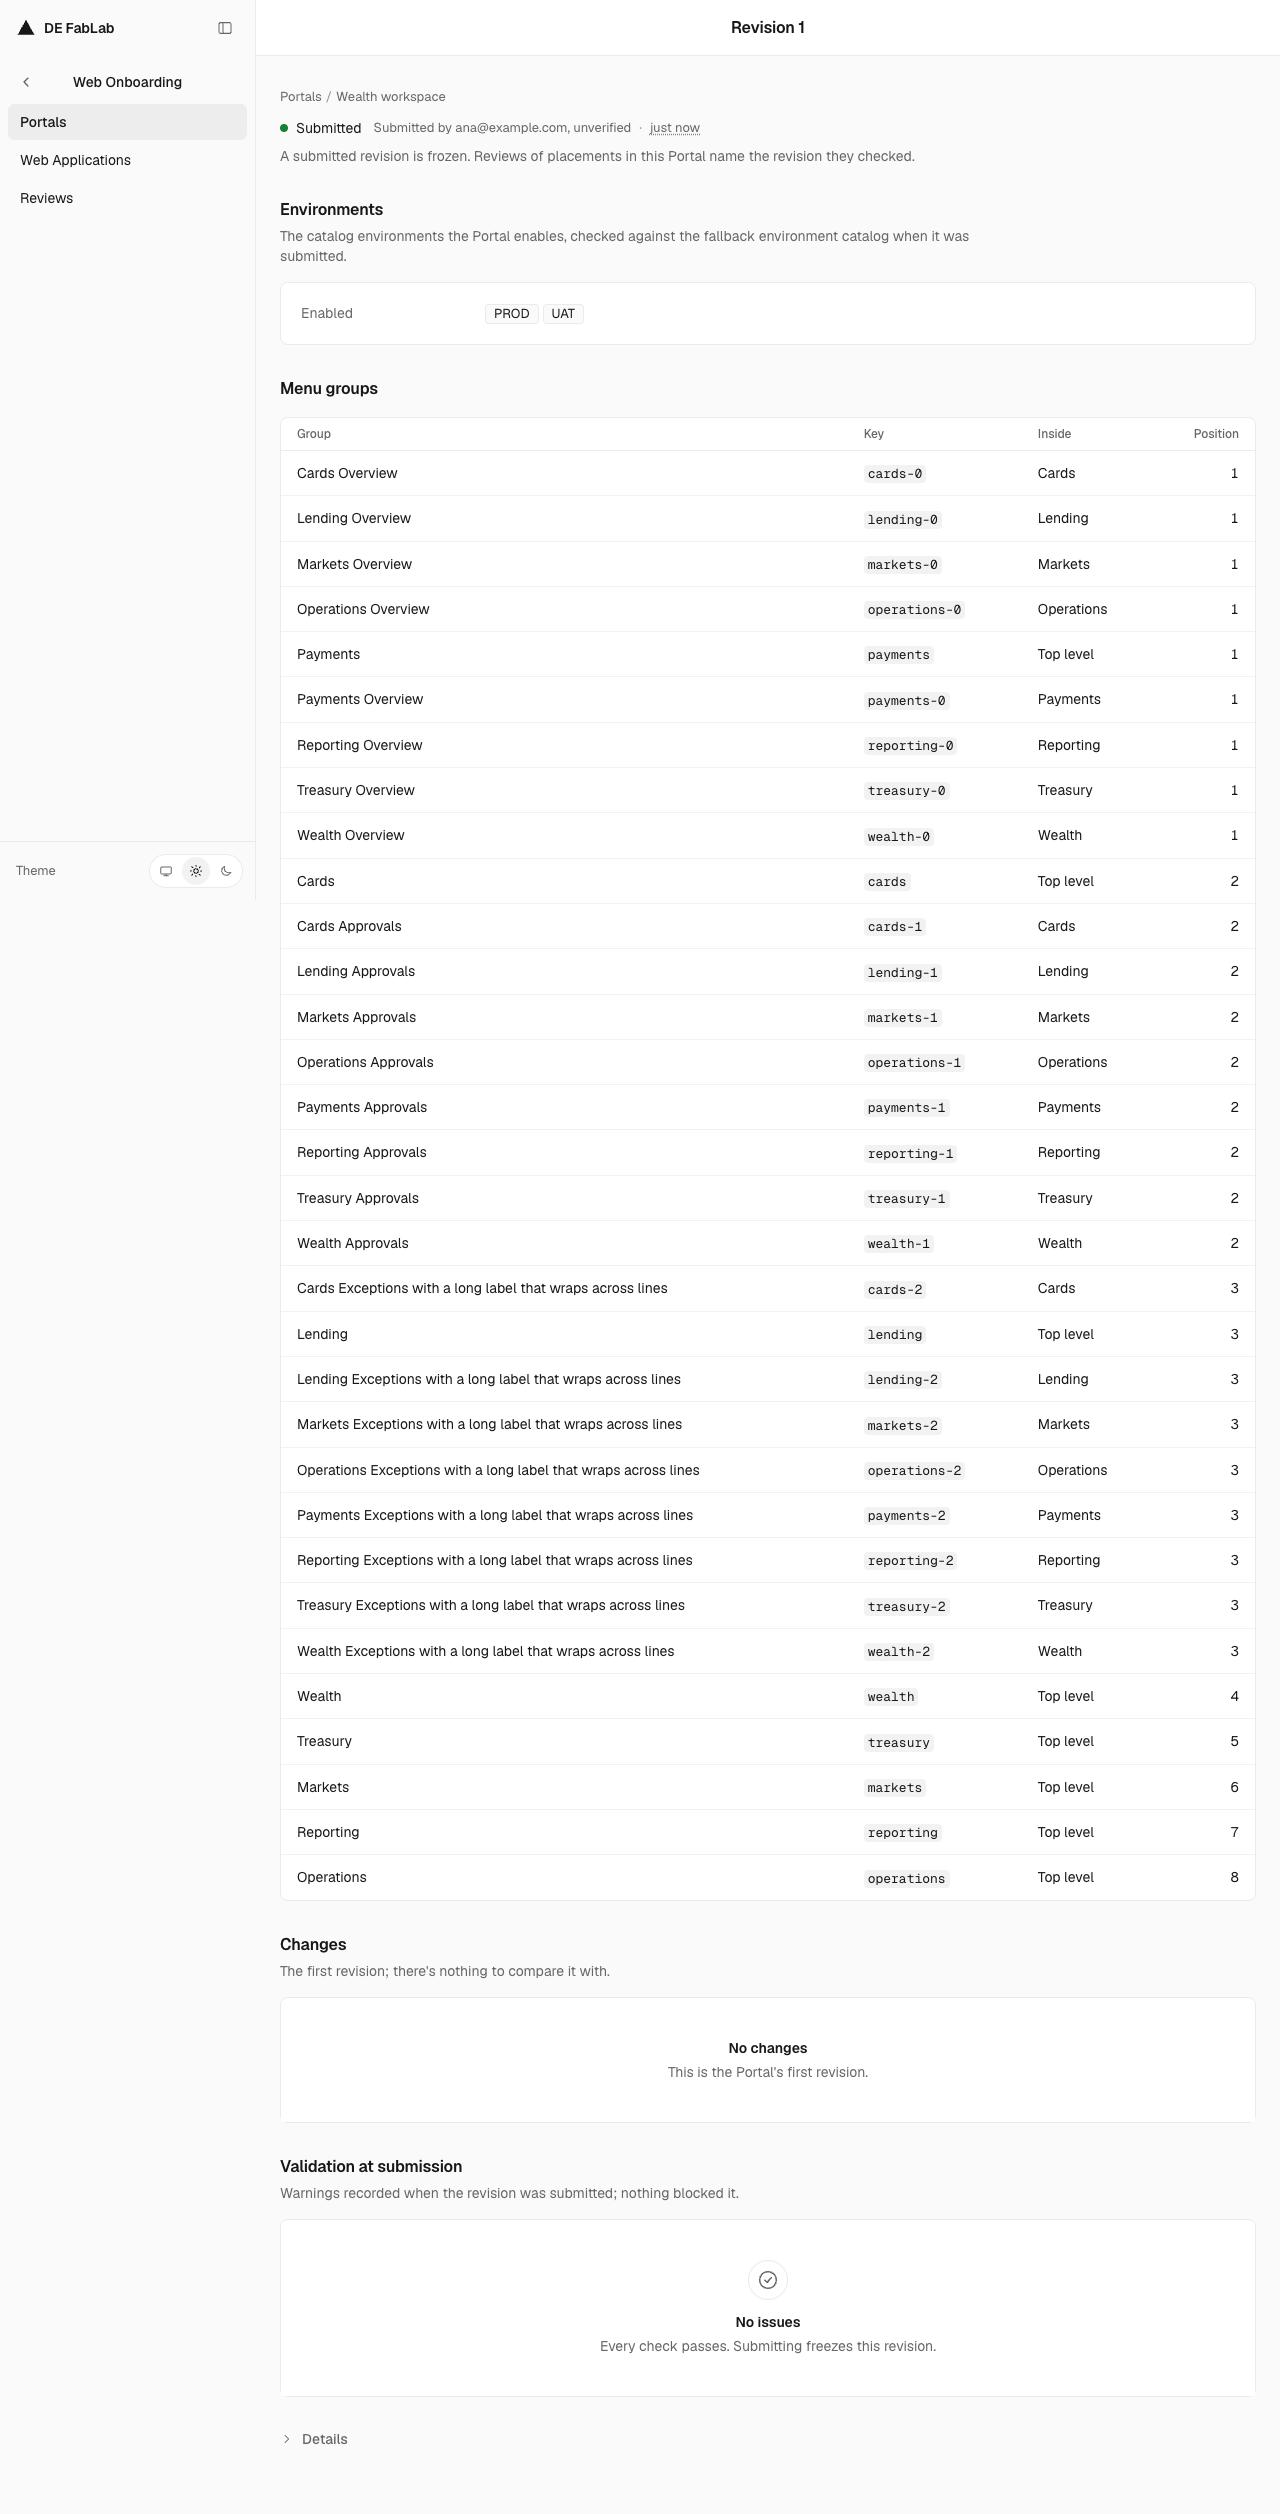 DE FabLab
Web Onboarding
Portals
Web Applications
Reviews
Theme
Revision 1
Portals / Wealth workspace
Submitted Submitted by ana@example.com, unverified · just now
A submitted revision is frozen. Reviews of placements in this Portal name the revision they checked.
Environments
The catalog environments the Portal enables, checked against the fallback environment catalog when it was
submitted.
Enabled PROD UAT
Menu groups
Group Key Inside Position
Cards Overview cards-0 Cards 1
Lending Overview lending-0 Lending 1
Markets Overview markets-0 Markets 1
Operations Overview operations-0 Operations 1
Payments payments Top level 1
Payments Overview payments-0 Payments 1
Reporting Overview reporting-0 Reporting 1
Treasury Overview treasury-0 Treasury 1
Wealth Overview wealth-0 Wealth 1
Cards cards Top level 2
Cards Approvals cards-1 Cards 2
Lending Approvals lending-1 Lending 2
Markets Approvals markets-1 Markets 2
Operations Approvals operations-1 Operations 2
Payments Approvals payments-1 Payments 2
Reporting Approvals reporting-1 Reporting 2
Treasury Approvals treasury-1 Treasury 2
Wealth Approvals wealth-1 Wealth 2
Cards Exceptions with a long label that wraps across lines cards-2 Cards 3
Lending lending Top level 3
Lending Exceptions with a long label that wraps across lines lending-2 Lending 3
Markets Exceptions with a long label that wraps across lines markets-2 Markets 3
Operations Exceptions with a long label that wraps across lines operations-2 Operations 3
Payments Exceptions with a long label that wraps across lines payments-2 Payments 3
Reporting Exceptions with a long label that wraps across lines reporting-2 Reporting 3
Treasury Exceptions with a long label that wraps across lines treasury-2 Treasury 3
Wealth Exceptions with a long label that wraps across lines wealth-2 Wealth 3
Wealth wealth Top level 4
Treasury treasury Top level 5
Markets markets Top level 6
Reporting reporting Top level 7
Operations operations Top level 8
Changes
The first revision; there's nothing to compare it with.
No changes
This is the Portal's first revision.
Validation at submission
Warnings recorded when the revision was submitted; nothing blocked it.
No issues
Every check passes. Submitting freezes this revision.
Details